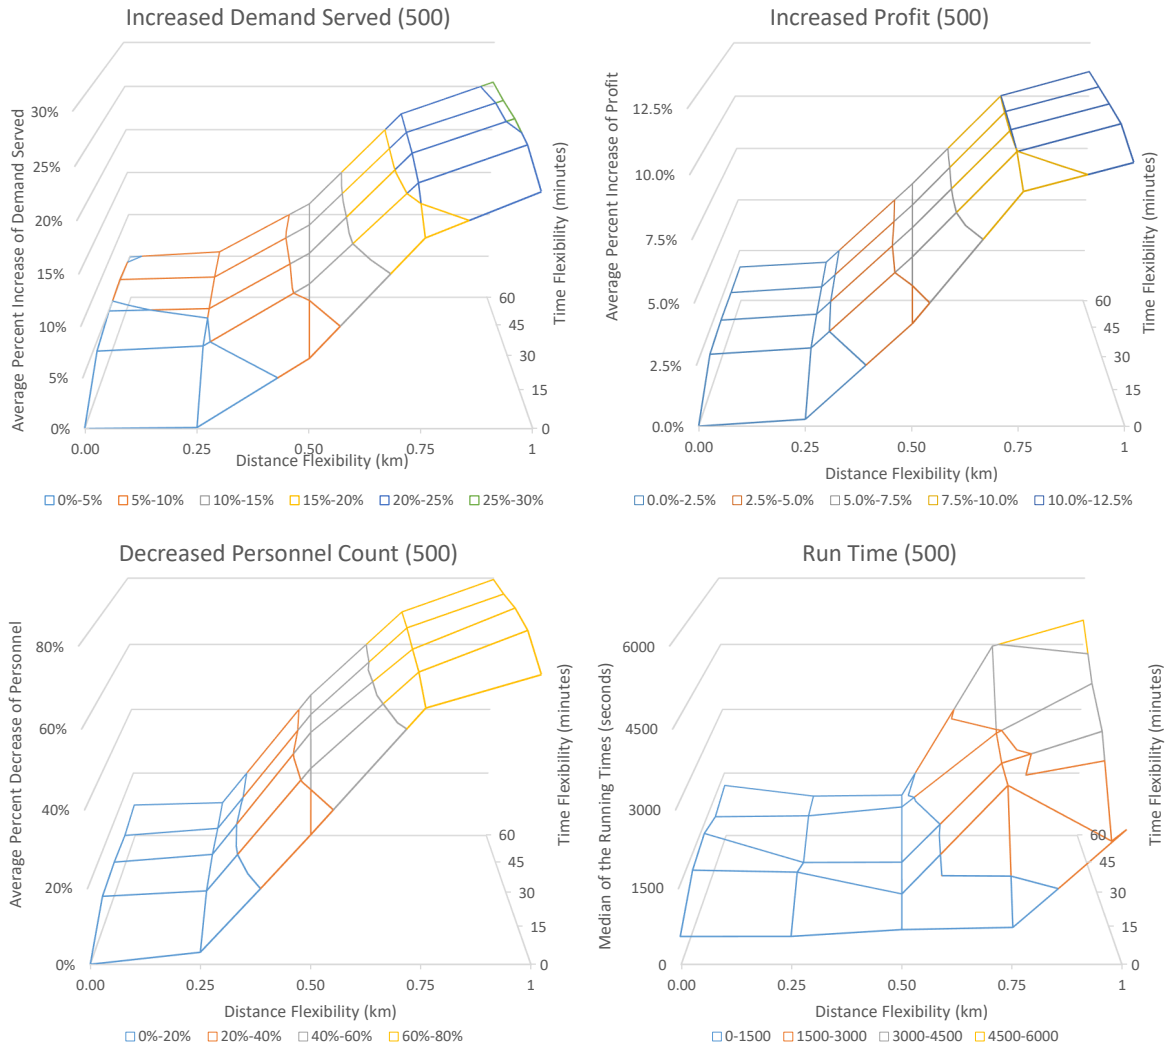 Increased Demand Served (500)
Average Percent Increase of Demand Served
30%
25%
20%
15%
10%
5%
0%
0.00 0.25 0.50 0.75 1
Distance Flexibility (km)
60
45
30
15
0
Time Flexibility (minutes)
0%-5% 5%-10% 10%-15% 15%-20% 20%-25% 25%-30%
Increased Profit (500)
Average Percent Increase of Profit
12.5%
10.0%
7.5%
5.0%
2.5%
0.0%
0.00 0.25 0.50 0.75 1
Distance Flexibility (km)
60
45
30
15
0
Time Flexibility (minutes)
0.0%-2.5% 2.5%-5.0% 5.0%-7.5% 7.5%-10.0% 10.0%-12.5%
Decreased Personnel Count (500)
Average Percent Decrease of Personnel
80%
60%
40%
20%
0%
0.00 0.25 0.50 0.75 1
Distance Flexibility (km)
60
45
30
15
0
Time Flexibility (minutes)
0%-20% 20%-40% 40%-60% 60%-80%
Run Time (500)
Median of the Running Times (seconds)
6000
4500
3000
1500
0
0.00 0.25 0.50 0.75 1
Distance Flexibility (km)
60
45
30
15
0
Time Flexibility (minutes)
0-1500 1500-3000 3000-4500 4500-6000